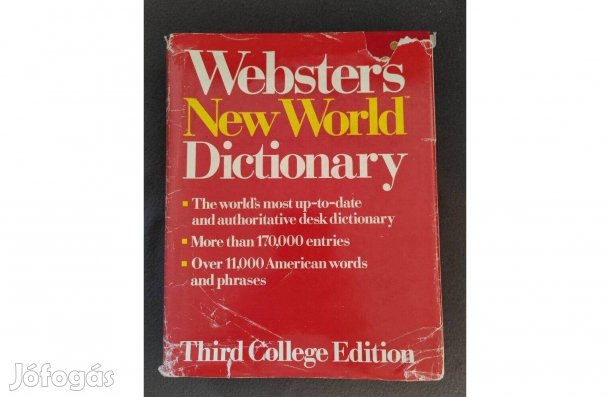 Webster's
New World™
Dictionary
▪ The world's most up-to-date
and authoritative desk dictionary
▪ More than 170,000 entries
▪ Over 11,000 American words
and phrases
Third College Edition
Jófogás